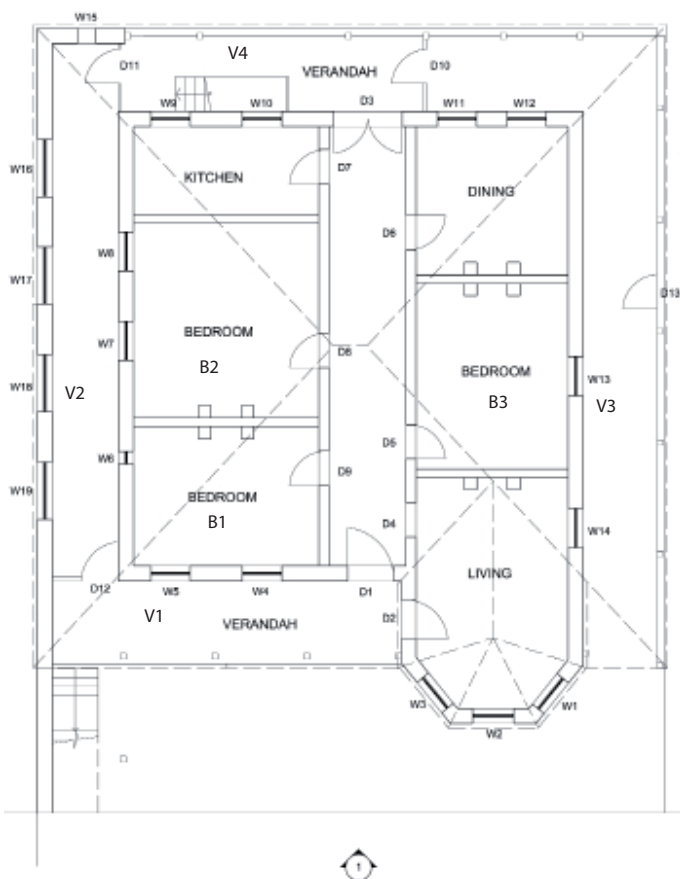 W15
V4
VERANDAH
D11
D10
W9
W10
D3
W11
W12
W16
KITCHEN
D7
DINING
D6
W8
W17
D13
BEDROOM
B2
W7
D8
BEDROOM
B3
W13
V3
W18
V2
W6
D5
D9
BEDROOM
B1
W19
D4
W14
LIVING
D12
W5
W4
D1
V1
VERANDAH
D2
W3
W1
W2
1